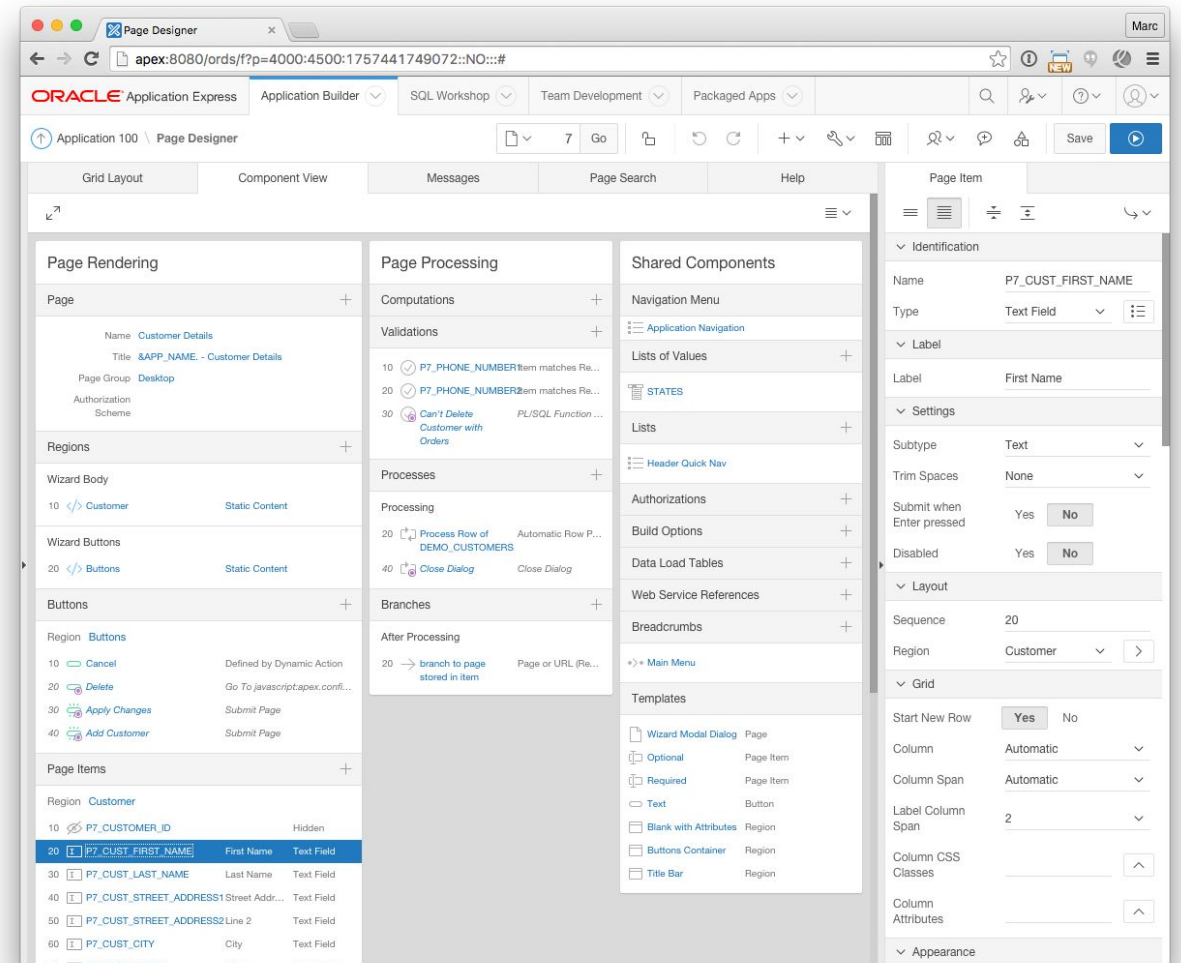 Page Designer
Marc
apex:8080/ords/f?p=4000:4500:1757441749072::NO:::#
NEW
ORACLE Application Express Application Builder SQL Workshop Team Development Packaged Apps
Application 100 \ Page Designer 7 Go Save
Grid Layout Component View Messages Page Search Help Page Item
Page Rendering
Page
Name Customer Details
Title &APP_NAME. - Customer Details
Page Group Desktop
Authorization
Scheme
Regions
Wizard Body
10 </> Customer Static Content
Wizard Buttons
20 </> Buttons Static Content
Buttons
Region Buttons
10 Cancel Defined by Dynamic Action
20 Delete Go To javascript:apex.confi...
30 Apply Changes Submit Page
40 Add Customer Submit Page
Page Items
Region Customer
10 P7_CUSTOMER_ID Hidden
20 P7_CUST_FIRST_NAME First Name Text Field
30 P7_CUST_LAST_NAME Last Name Text Field
40 P7_CUST_STREET_ADDRESS1 Street Addr... Text Field
50 P7_CUST_STREET_ADDRESS2 Line 2 Text Field
60 P7_CUST_CITY City Text Field
Page Processing
Computations
Validations
10 P7_PHONE_NUMBER1 Item matches Re...
20 P7_PHONE_NUMBER2 Item matches Re...
30 Can't Delete PL/SQL Function ...
Customer with
Orders
Processes
Processing
20 Process Row of Automatic Row P...
DEMO_CUSTOMERS
40 Close Dialog Close Dialog
Branches
After Processing
20 branch to page Page or URL (Re...
stored in item
Shared Components
Navigation Menu
Application Navigation
Lists of Values
STATES
Lists
Header Quick Nav
Authorizations
Build Options
Data Load Tables
Web Service References
Breadcrumbs
Main Menu
Templates
Wizard Modal Dialog Page
Optional Page Item
Required Page Item
Text Button
Blank with Attributes Region
Buttons Container Region
Title Bar Region
Identification
Name P7_CUST_FIRST_NAME
Type Text Field
Label
Label First Name
Settings
Subtype Text
Trim Spaces None
Submit when
Enter pressed Yes No
Disabled Yes No
Layout
Sequence 20
Region Customer
Grid
Start New Row Yes No
Column Automatic
Column Span Automatic
Label Column
Span 2
Column CSS
Classes
Column
Attributes
Appearance